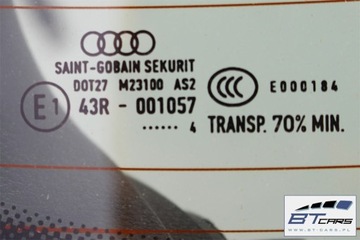 SAINT-GOBAIN SEKURIT
DOT27 M23100 AS2
CCC E000184
E1 43R - 001057
...... 4 TRANSP. 70% MIN.
BTCARS
WWW.BT-CARS.PL